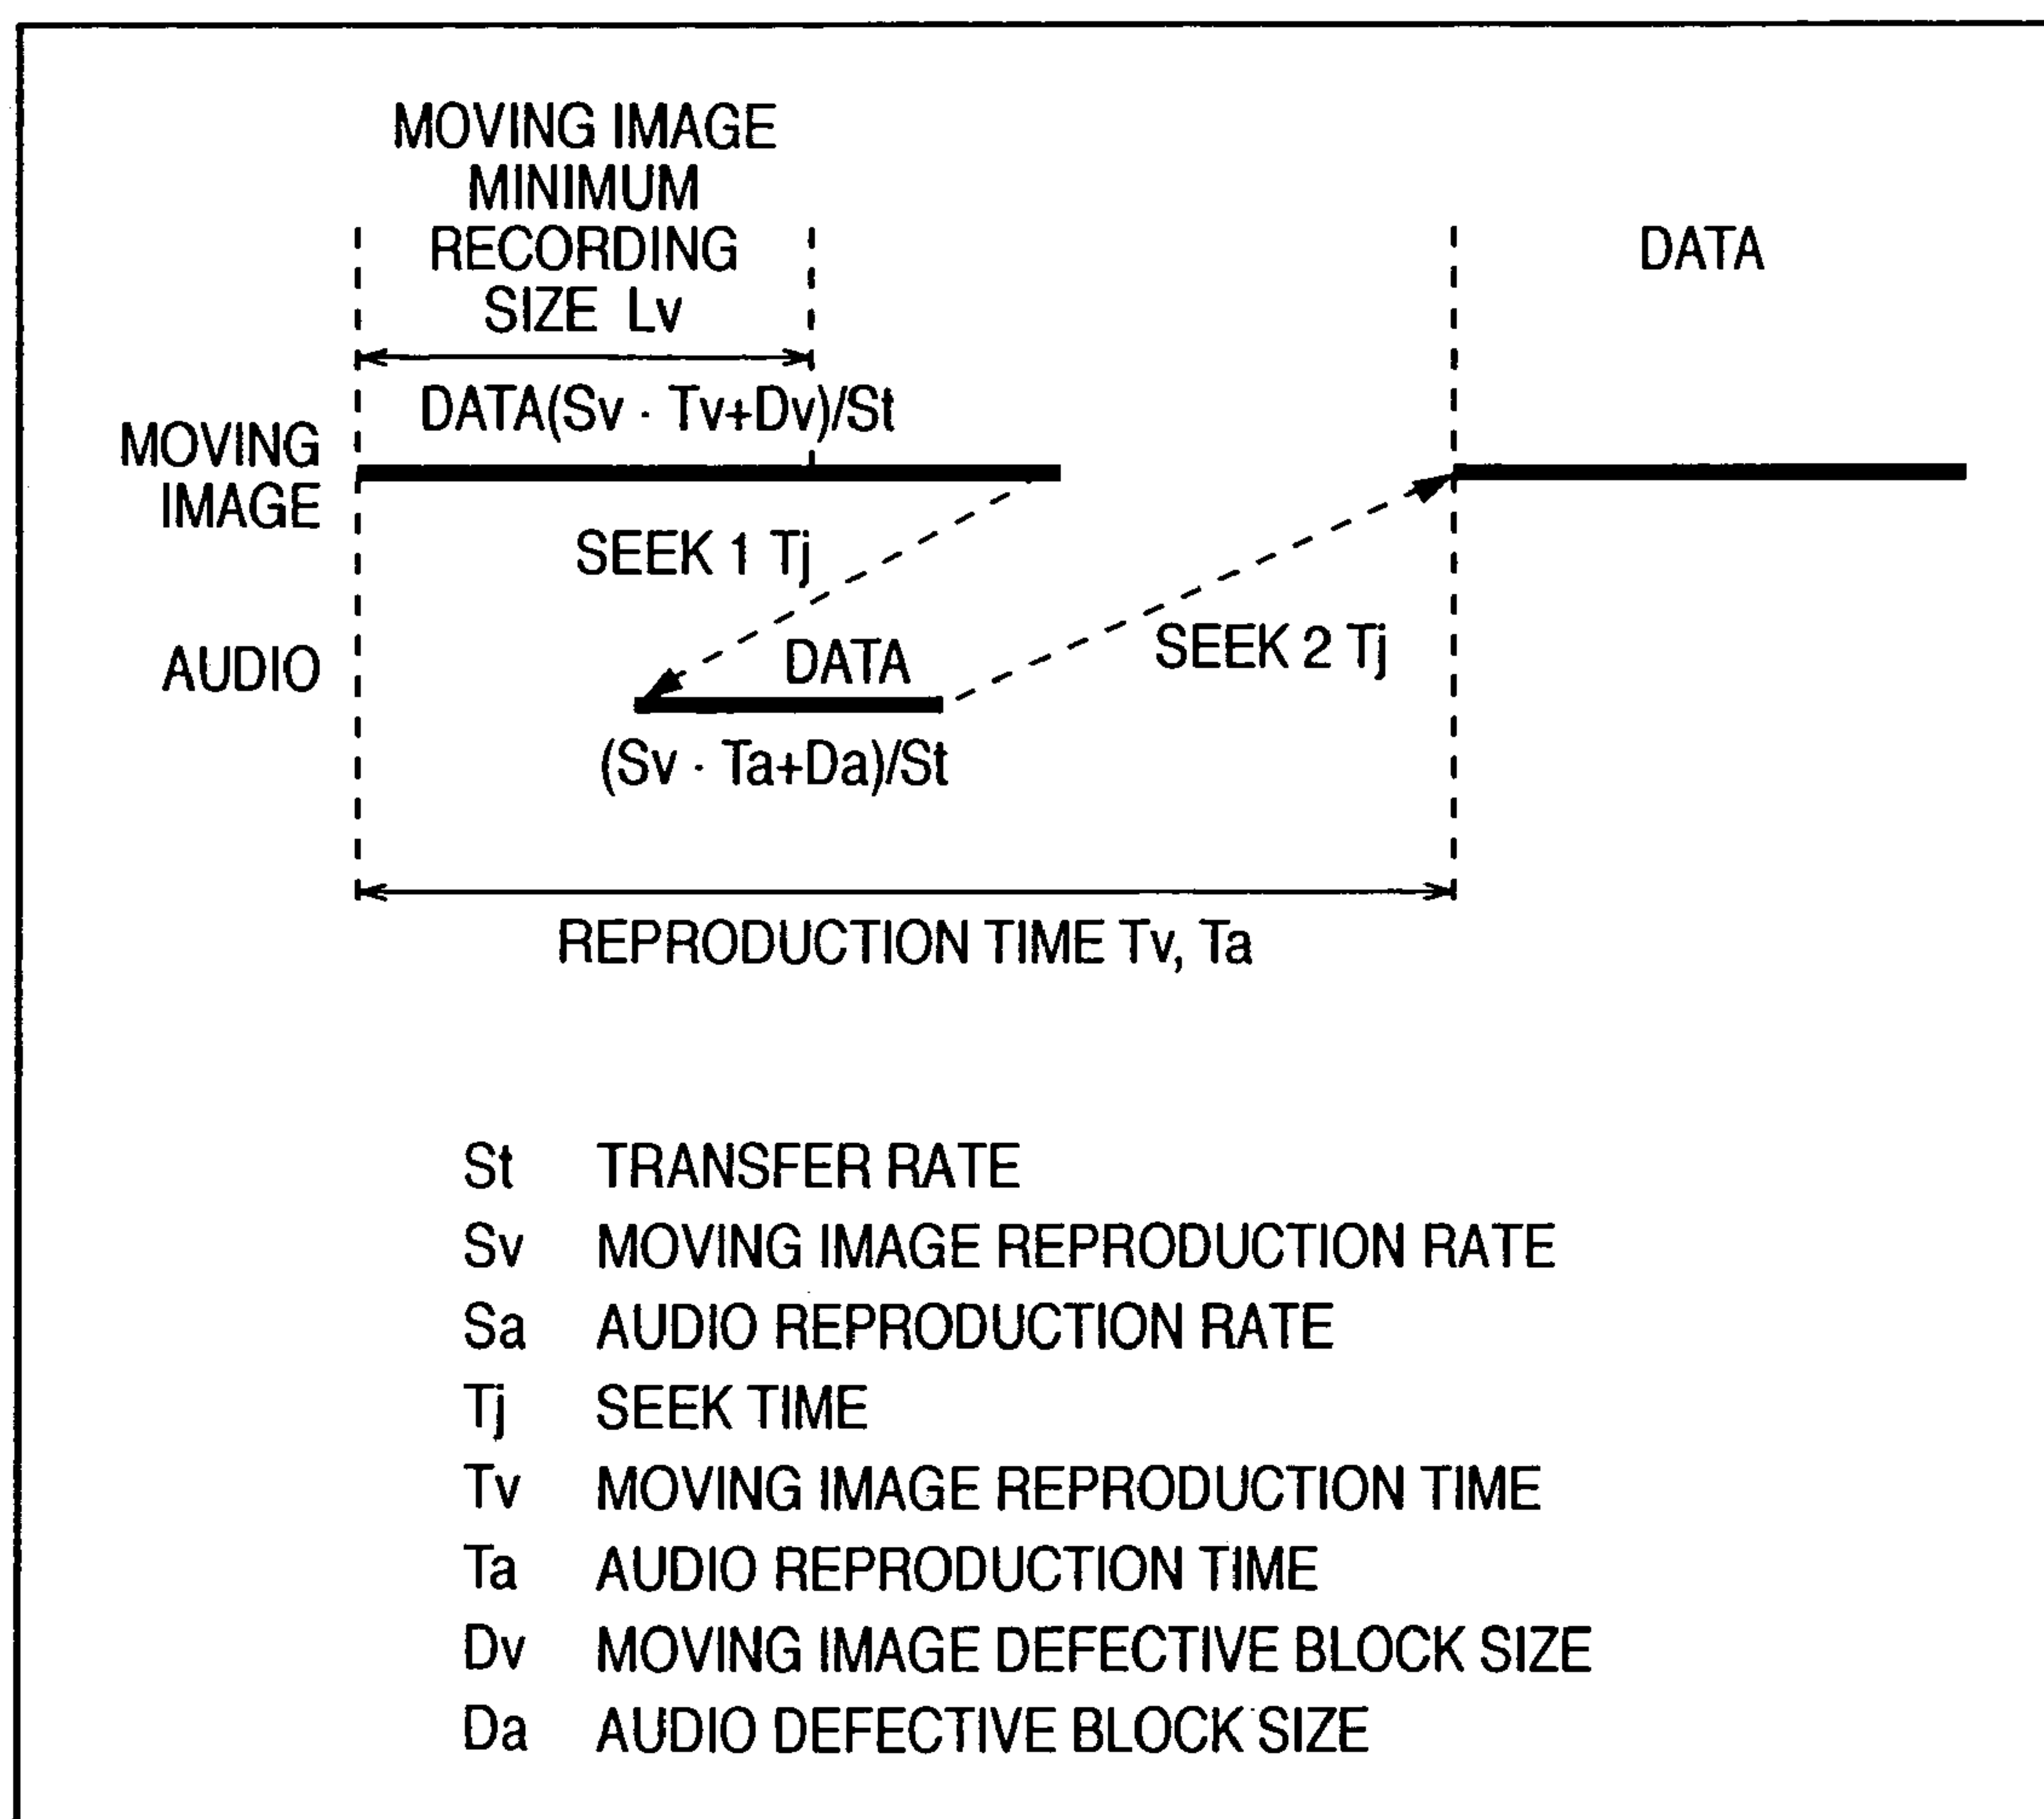 MOVING IMAGE
MINIMUM
RECORDING
SIZE Lv
DATA
DATA(Sv · Tv+Dv)/St
MOVING
IMAGE
SEEK 1 Tj
AUDIO
DATA
SEEK 2 Tj
(Sv · Ta+Da)/St
REPRODUCTION TIME Tv, Ta
St TRANSFER RATE
Sv MOVING IMAGE REPRODUCTION RATE
Sa AUDIO REPRODUCTION RATE
Tj SEEK TIME
Tv MOVING IMAGE REPRODUCTION TIME
Ta AUDIO REPRODUCTION TIME
Dv MOVING IMAGE DEFECTIVE BLOCK SIZE
Da AUDIO DEFECTIVE BLOCK SIZE